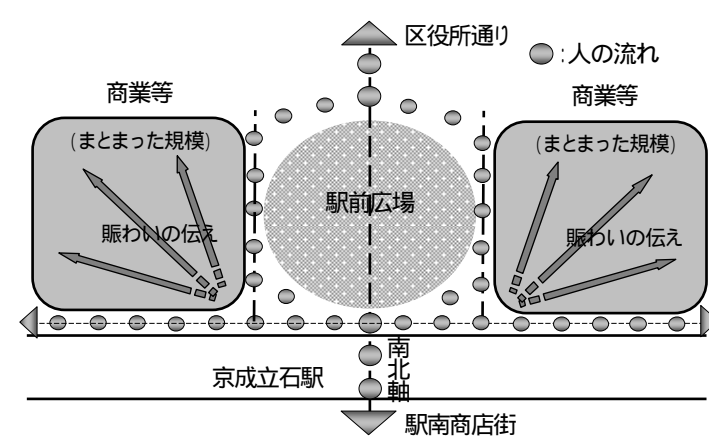 区役所通り
:人の流れ
商業等
商業等
(まとまった規模)
(まとまった規模)
駅前広場
賑わいの伝え
賑わいの伝え
南北軸
京成立石駅
駅南商店街